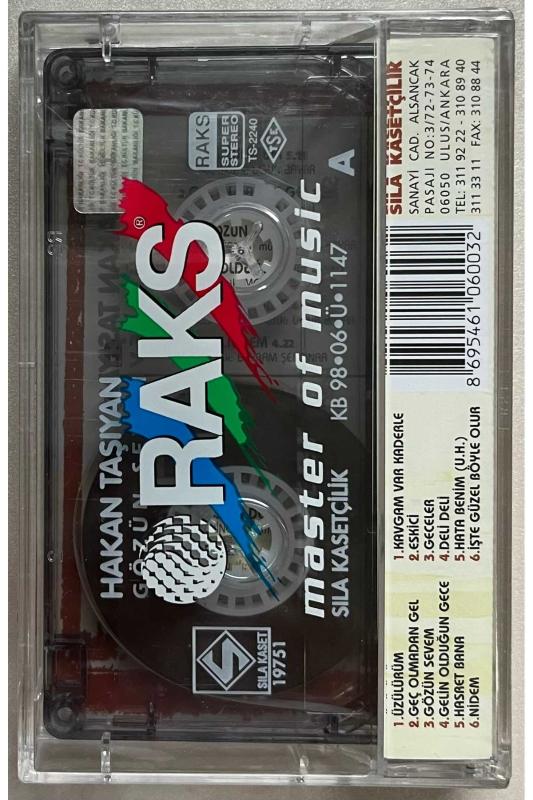 HAKAN TAŞIYAN
GÖZÜN SE
RAKS®
master of music
SILA KASETÇİLİK KB 98•06•Ü•1147
A
SILA KASET
19751
RAKS
SUPER
STEREO
TS-2240
TSE
SILA KASETÇİLİK
SANAYİ CAD. ALSANCAK
PASAJI NO:3/72-73-74
06050 ULUS/ANKARA
TEL: 311 92 22 - 310 89 40
311 33 11 FAX: 310 88 44
8 695461 060032
1.ÜZÜLÜRÜM
2.GEÇ OLMADAN GEL
3.GÖZÜN SEVEM
4.GELİN OLDUĞUN GECE
5.HASRET BANA
6.NİDEM
1.KAVGAM VAR KADERLE
2.ESKİCİ
3.GECELER
4.DELİ DELİ
5.HATA BENİM (U.H.)
6.İŞTE GÜZEL BÖYLE OLUR